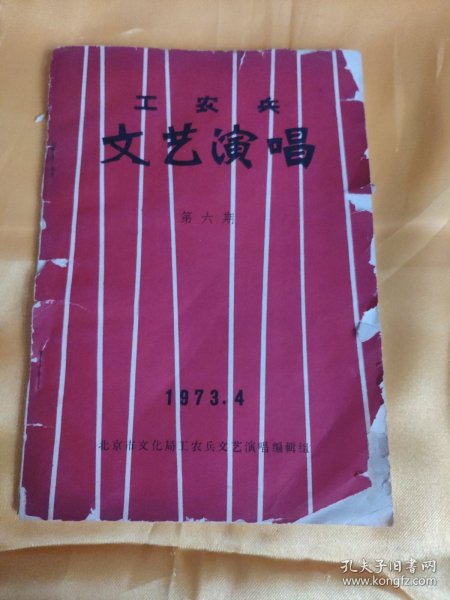 工农兵
文艺演唱
第六期
1973.4
北京市文化局工农兵文艺演唱编辑组
孔夫子旧书网
www.kongfz.com